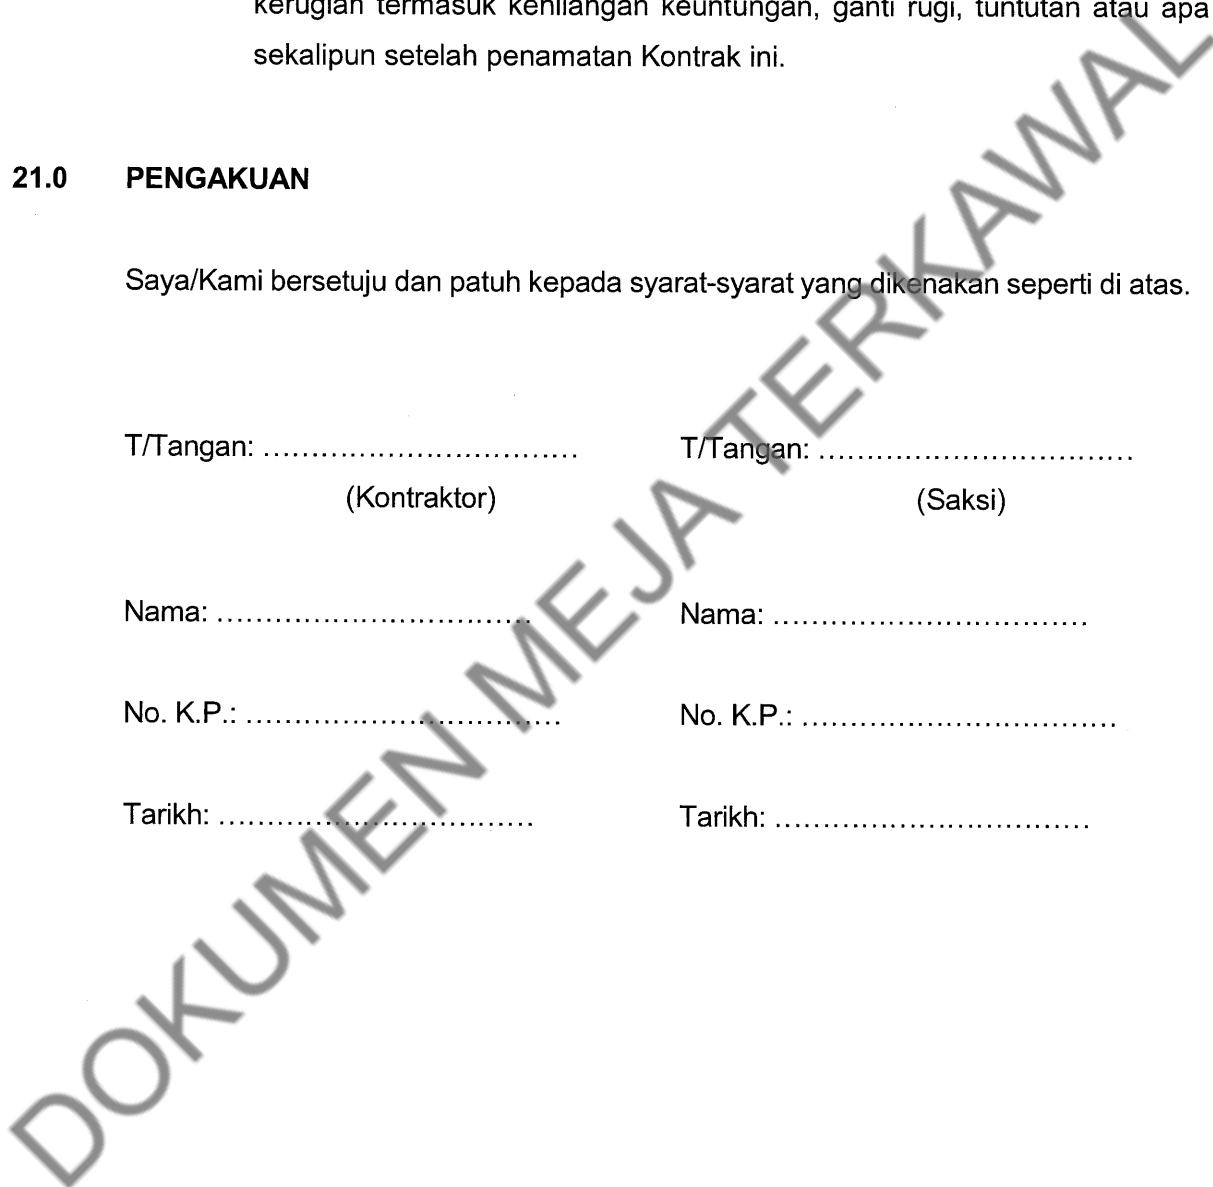 kerugian termasuk kehilangan keuntungan, ganti rugi, tuntutan atau apa
sekalipun setelah penamatan Kontrak ini.
21.0 PENGAKUAN
Saya/Kami bersetuju dan patuh kepada syarat-syarat yang dikenakan seperti di atas.
T/Tangan: ................................. T/Tangan: .................................
(Kontraktor) (Saksi)
Nama: ................................. Nama: .................................
No. K.P.: ................................. No. K.P.: .................................
Tarikh: ................................. Tarikh: .................................
DOKUMEN MEJA TERKAWAL